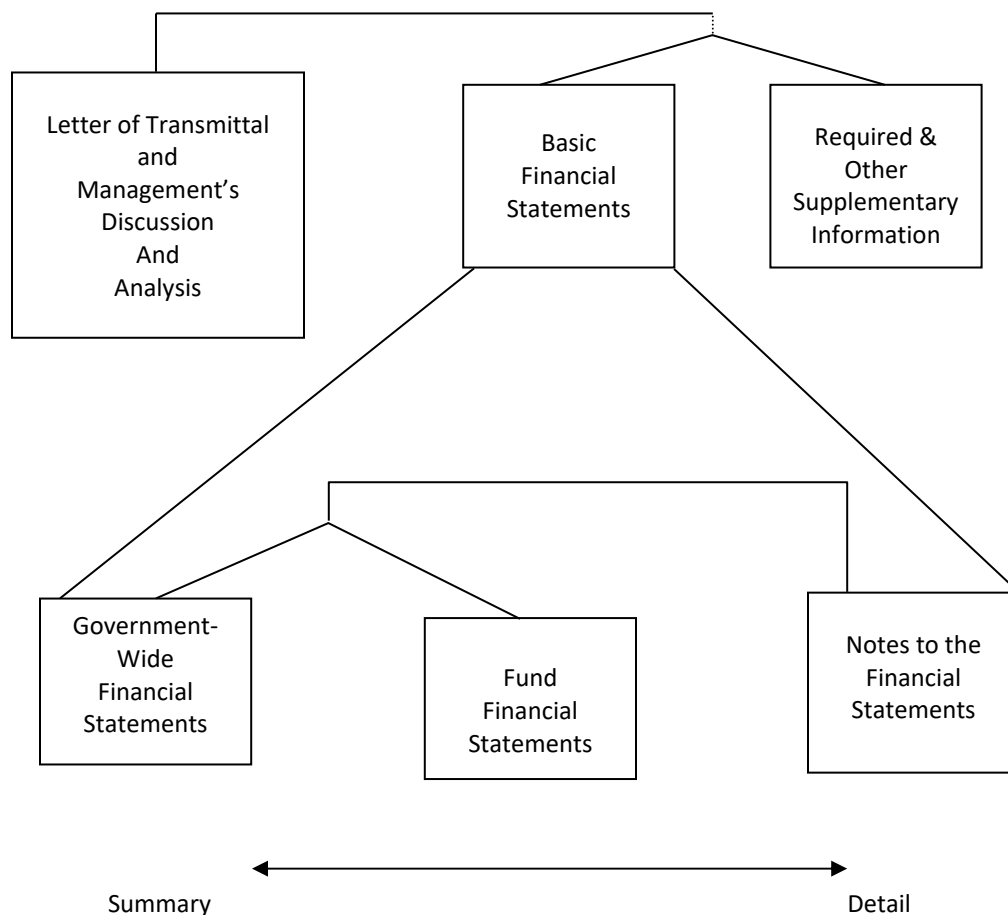 Letter of Transmittal
and
Management’s
Discussion
And
Analysis
Basic
Financial
Statements
Required &
Other
Supplementary
Information
Government-
Wide
Financial
Statements
Fund
Financial
Statements
Notes to the
Financial
Statements
Summary
Detail